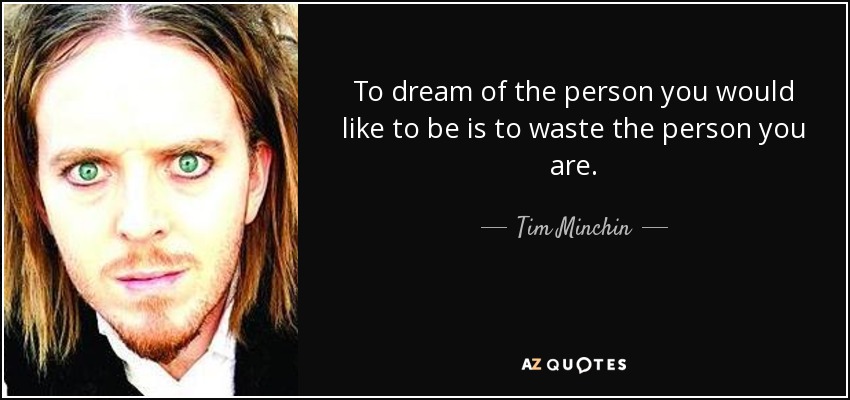 To dream of the person you would
like to be is to waste the person you
are.
Tim Minchin
AZ QUOTES